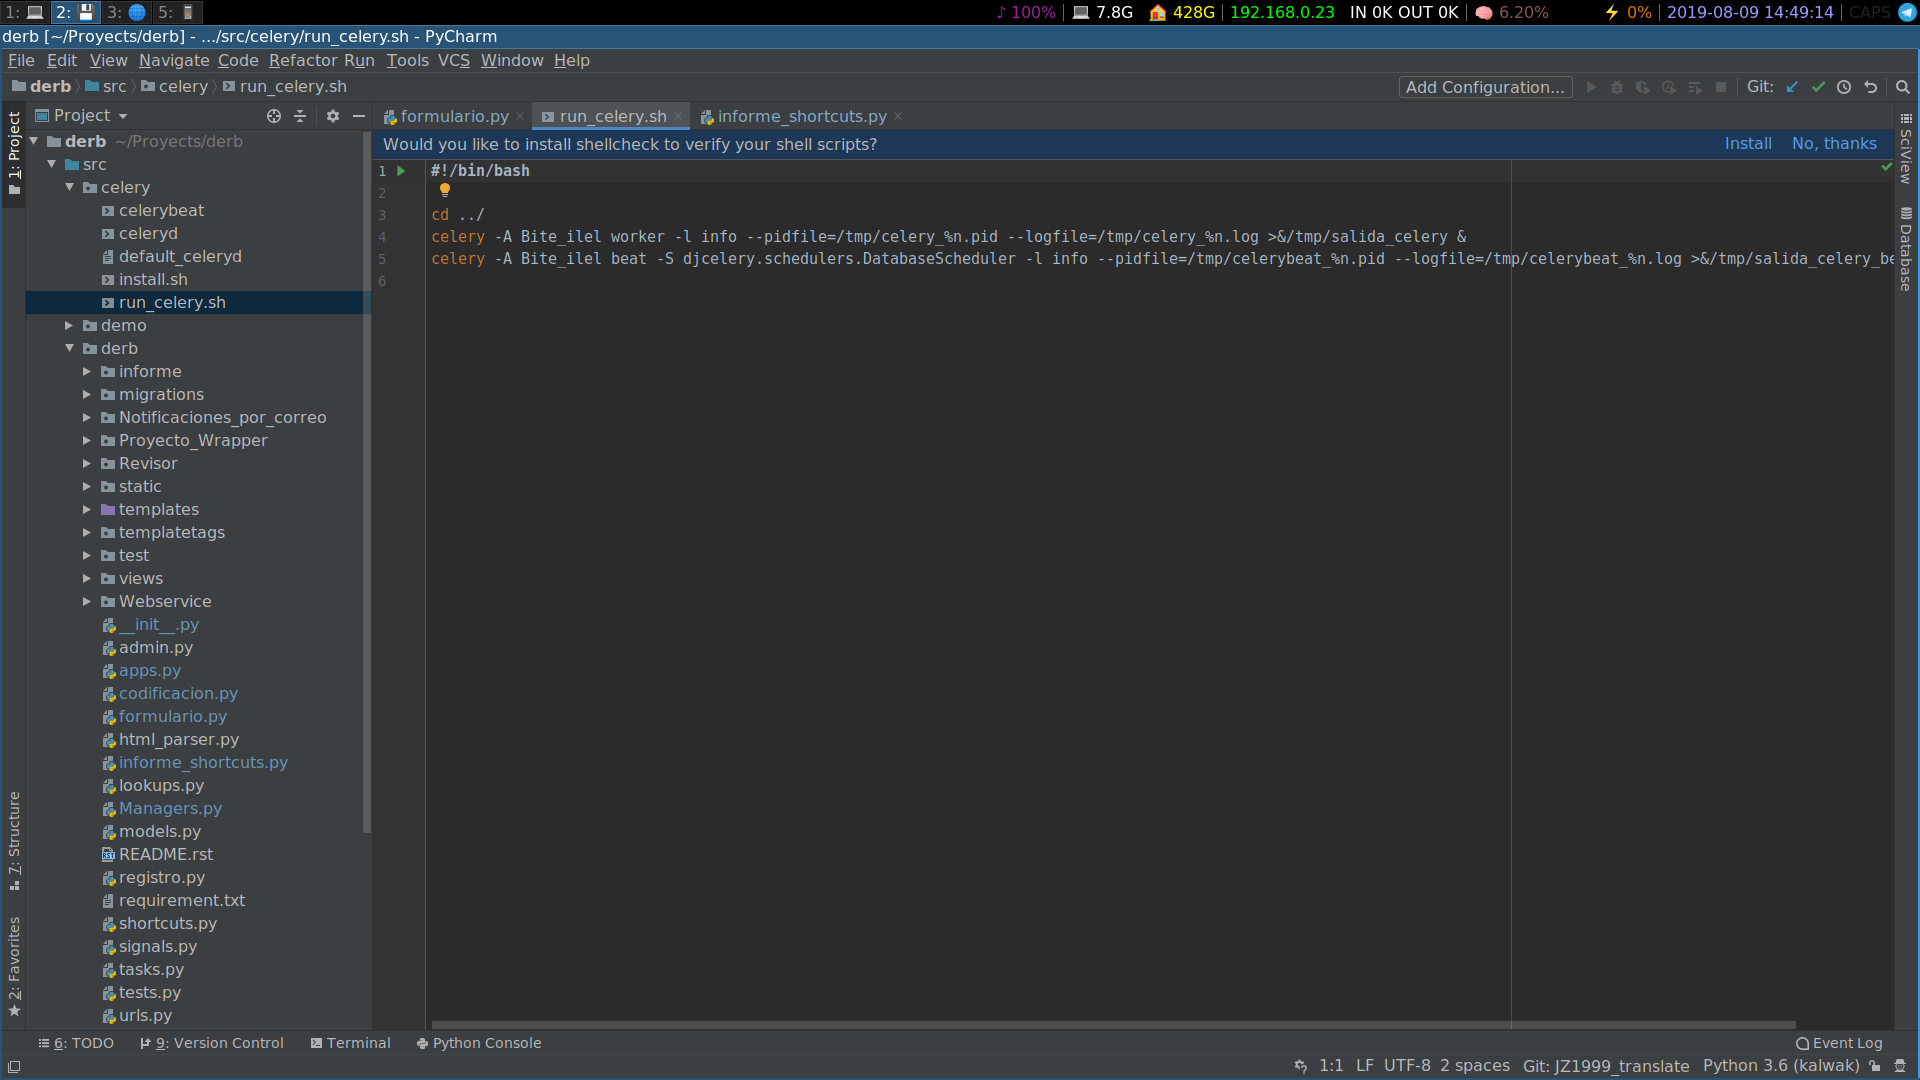 1: 2: 3: 5: ♪ 100% 7.8G 428G 192.168.0.23 IN 0K OUT 0K 6.20% ⚡ 0% 2019-08-09 14:49:14 CAPS
derb [~/Proyects/derb] - .../src/celery/run_celery.sh - PyCharm
File Edit View Navigate Code Refactor Run Tools VCS Window Help
derb src celery run_celery.sh Add Configuration... Git:
Project formulario.py run_celery.sh informe_shortcuts.py
1: Project
7: Structure
2: Favorites
derb ~/Proyects/derb
src
celery
celerybeat
celeryd
default_celeryd
install.sh
run_celery.sh
demo
derb
informe
migrations
Notificaciones_por_correo
Proyecto_Wrapper
Revisor
static
templates
templatetags
test
views
Webservice
__init__.py
admin.py
apps.py
codificacion.py
formulario.py
html_parser.py
informe_shortcuts.py
lookups.py
Managers.py
models.py
README.rst
registro.py
requirement.txt
shortcuts.py
signals.py
tasks.py
tests.py
urls.py
Would you like to install shellcheck to verify your shell scripts? Install No, thanks
1 #!/bin/bash
2
3 cd ../
4 celery -A Bite_ilel worker -l info --pidfile=/tmp/celery_%n.pid --logfile=/tmp/celery_%n.log >&/tmp/salida_celery &
5 celery -A Bite_ilel beat -S djcelery.schedulers.DatabaseScheduler -l info --pidfile=/tmp/celerybeat_%n.pid --logfile=/tmp/celerybeat_%n.log >&/tmp/salida_celery_be
6
SciView
Database
6: TODO 9: Version Control Terminal Python Console Event Log
1:1 LF UTF-8 2 spaces Git: JZ1999_translate Python 3.6 (kalwak)